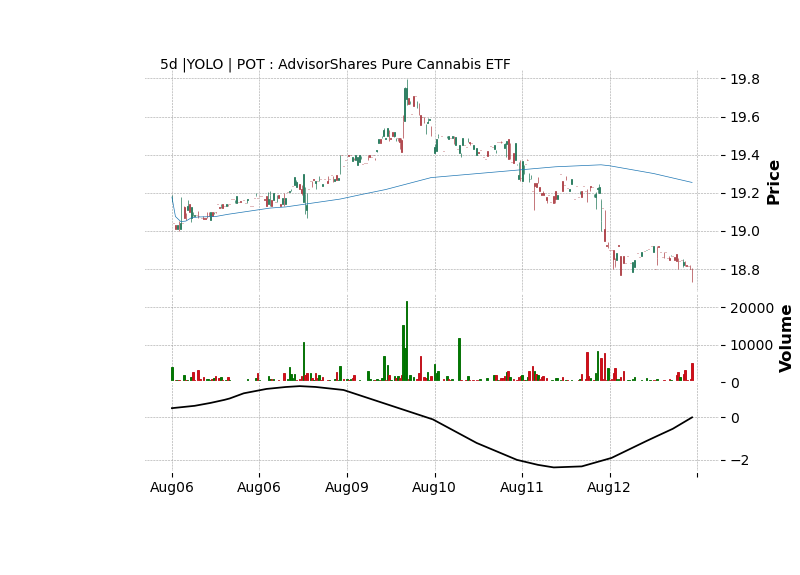 5d |YOLO | POT : AdvisorShares Pure Cannabis ETF
19.8
19.6
19.4
19.2
19.0
18.8
Price
20000
10000
0
Volume
0
−2
Aug06 Aug06 Aug09 Aug10 Aug11 Aug12